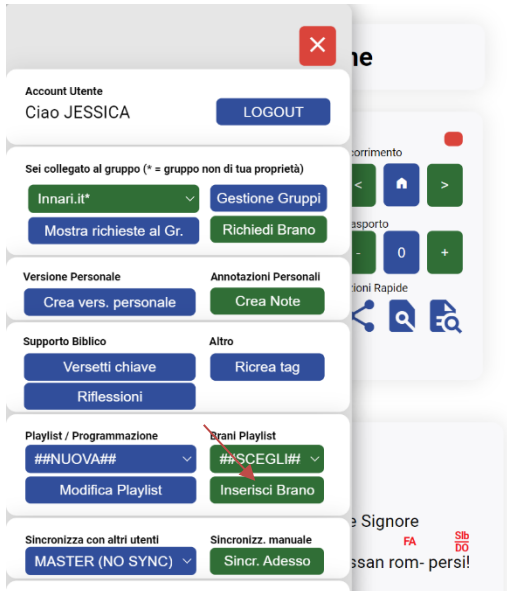 ne
Account Utente
Ciao JESSICA
LOGOUT
Sei collegato al gruppo (* = gruppo non di tua proprietà)
Innari.it*
Gestione Gruppi
Mostra richieste al Gr.
Richiedi Brano
corrimento
<
>
asporto
-
0
+
ioni Rapide
Versione Personale
Annotazioni Personali
Crea vers. personale
Crea Note
Supporto Biblico
Altro
Versetti chiave
Ricrea tag
Riflessioni
Playlist / Programmazione
Brani Playlist
##NUOVA##
##SCEGLI##
Modifica Playlist
Inserisci Brano
Sincronizza con altri utenti
Sincronizz. manuale
MASTER (NO SYNC)
Sincr. Adesso
e Signore
FA
SIb
DO
ssan rom- persi!